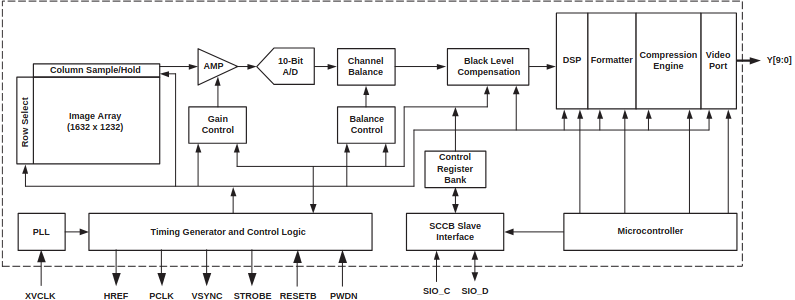 Column Sample/Hold
Row Select
Image Array
(1632 x 1232)
AMP
10-Bit
A/D
Channel
Balance
Black Level
Compensation
DSP
Formatter
Compression
Engine
Video
Port
Y[9:0]
Gain
Control
Balance
Control
Control
Register
Bank
PLL
Timing Generator and Control Logic
SCCB Slave
Interface
Microcontroller
XVCLK
HREF
PCLK
VSYNC
STROBE
RESETB
PWDN
SIO_C
SIO_D